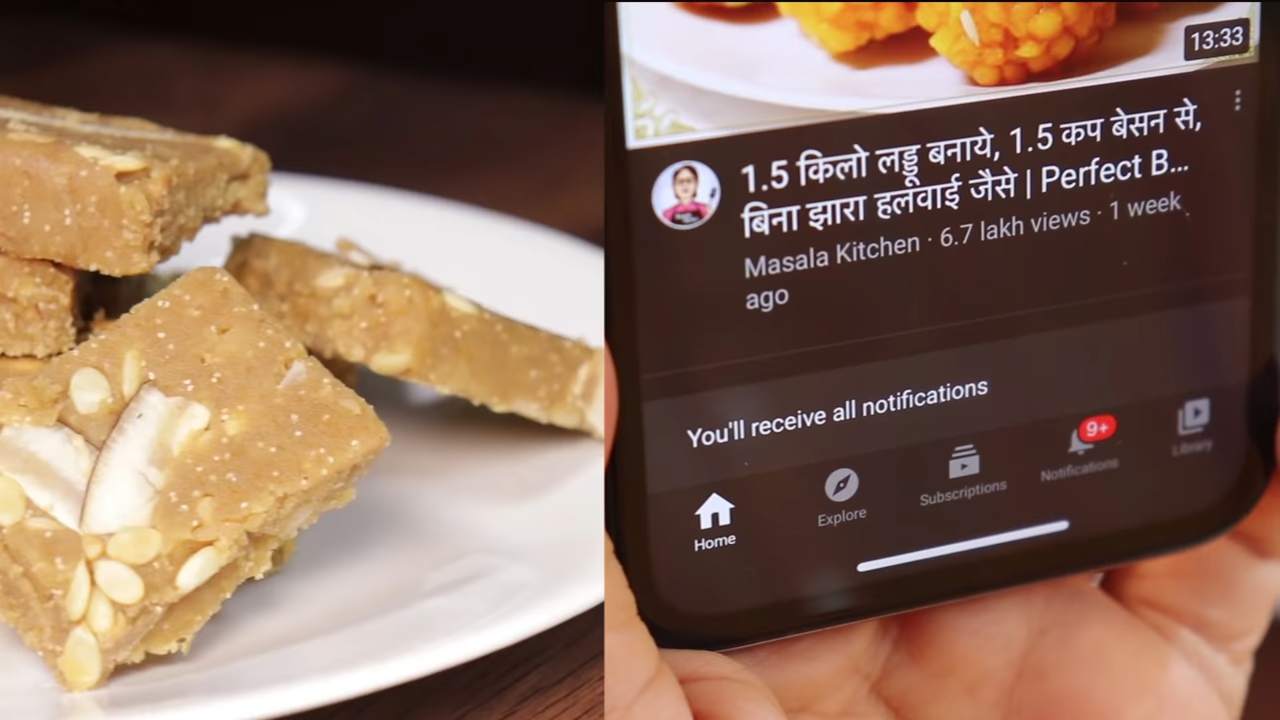 13:33
1.5 किलो लड्डू बनाये, 1.5 कप बेसन से,
बिना झारा हलवाई जैसे | Perfect B...
Masala Kitchen · 6.7 lakh views · 1 week
ago
You'll receive all notifications
9+
Home
Explore
Subscriptions
Notifications
Library